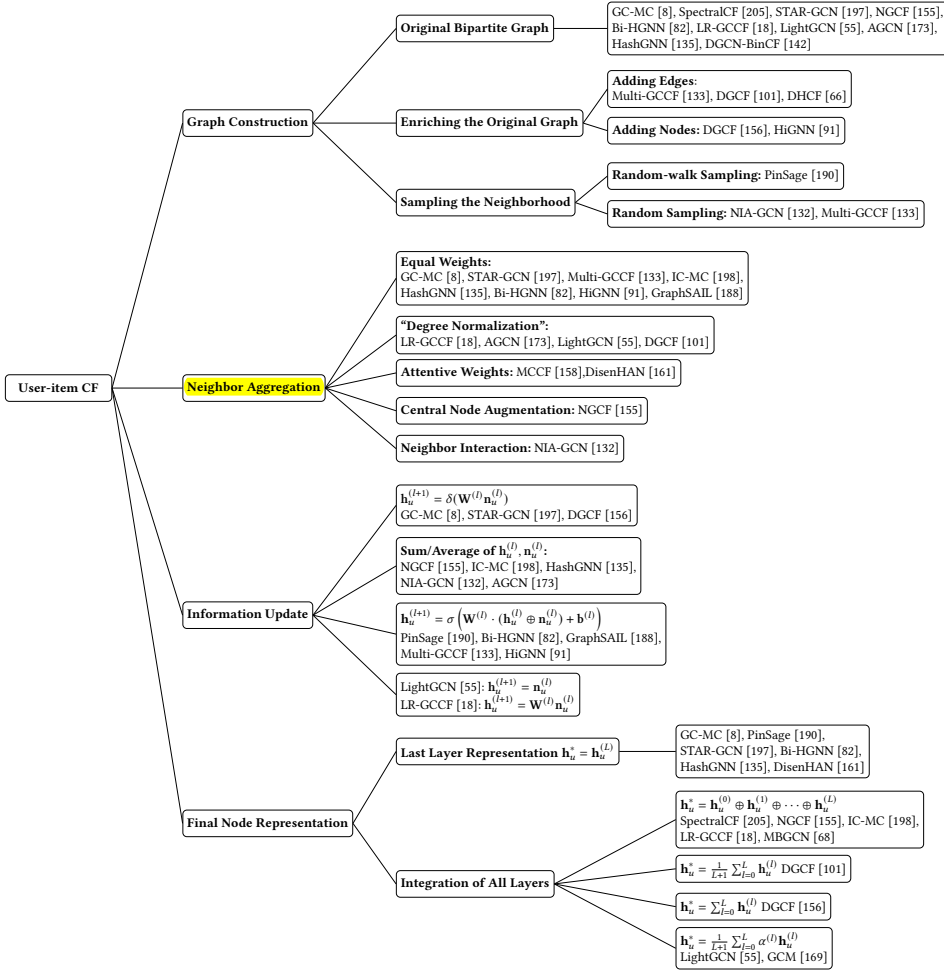 User-item CF
Graph Construction
Original Bipartite Graph
GC-MC [8], SpectralCF [205], STAR-GCN [197], NGCF [155],
Bi-HGNN [82], LR-GCCF [18], LightGCN [55], AGCN [173],
HashGNN [135], DGCN-BinCF [142]
Enriching the Original Graph
Adding Edges:
Multi-GCCF [133], DGCF [101], DHCF [66]
Adding Nodes: DGCF [156], HiGNN [91]
Sampling the Neighborhood
Random-walk Sampling: PinSage [190]
Random Sampling: NIA-GCN [132], Multi-GCCF [133]
Neighbor Aggregation
Equal Weights:
GC-MC [8], STAR-GCN [197], Multi-GCCF [133], IC-MC [198],
HashGNN [135], Bi-HGNN [82], HiGNN [91], GraphSAIL [188]
“Degree Normalization”:
LR-GCCF [18], AGCN [173], LightGCN [55], DGCF [101]
Attentive Weights: MCCF [158],DisenHAN [161]
Central Node Augmentation: NGCF [155]
Neighbor Interaction: NIA-GCN [132]
Information Update
h_u^{(l+1)} = δ(W^{(l)} n_u^{(l)})
GC-MC [8], STAR-GCN [197], DGCF [156]
Sum/Average of h_u^{(l)}, n_u^{(l)}:
NGCF [155], IC-MC [198], HashGNN [135],
NIA-GCN [132], AGCN [173]
h_u^{(l+1)} = σ (W^{(l)} · (h_u^{(l)} ⊕ n_u^{(l)}) + b^{(l)})
PinSage [190], Bi-HGNN [82], GraphSAIL [188],
Multi-GCCF [133], HiGNN [91]
LightGCN [55]: h_u^{(l+1)} = n_u^{(l)}
LR-GCCF [18]: h_u^{(l+1)} = W^{(l)} n_u^{(l)}
Final Node Representation
Last Layer Representation h_u^* = h_u^{(L)}
GC-MC [8], PinSage [190],
STAR-GCN [197], Bi-HGNN [82],
HashGNN [135], DisenHAN [161]
Integration of All Layers
h_u^* = h_u^{(0)} ⊕ h_u^{(1)} ⊕ ··· ⊕ h_u^{(L)}
SpectralCF [205], NGCF [155], IC-MC [198],
LR-GCCF [18], MBGCN [68]
h_u^* = \frac{1}{L+1} ∑_{l=0}^{L} h_u^{(l)} DGCF [101]
h_u^* = ∑_{l=0}^{L} h_u^{(l)} DGCF [156]
h_u^* = \frac{1}{L+1} ∑_{l=0}^{L} α^{(l)} h_u^{(l)}
LightGCN [55], GCM [169]